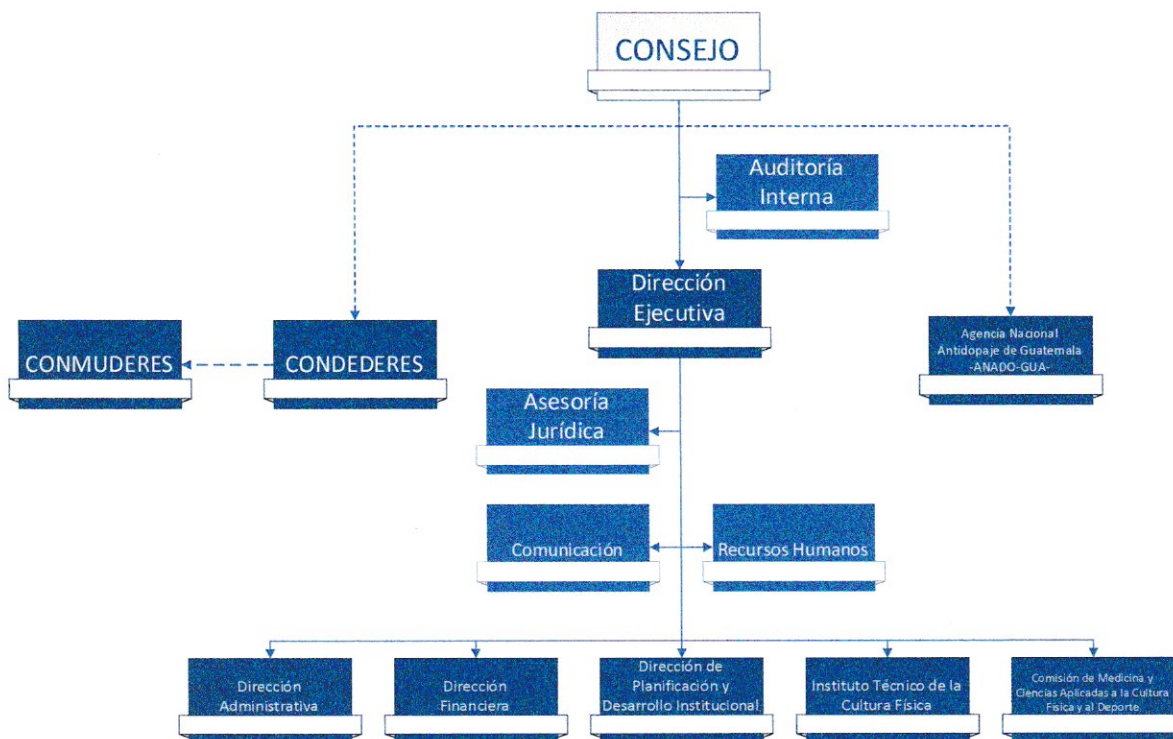 CONSEJO
Auditoría
Interna
Dirección
Ejecutiva
CONMUDERES
CONDEDERES
Agencia Nacional
Antidopaje de Guatemala
-ANADO-GUA-
Asesoría
Jurídica
Comunicación
Recursos Humanos
Dirección
Administrativa
Dirección
Financiera
Dirección de
Planificación y
Desarrollo Institucional
Instituto Técnico de la
Cultura Física
Comisión de Medicina y
Ciencias Aplicadas a la Cultura
Física y al Deporte